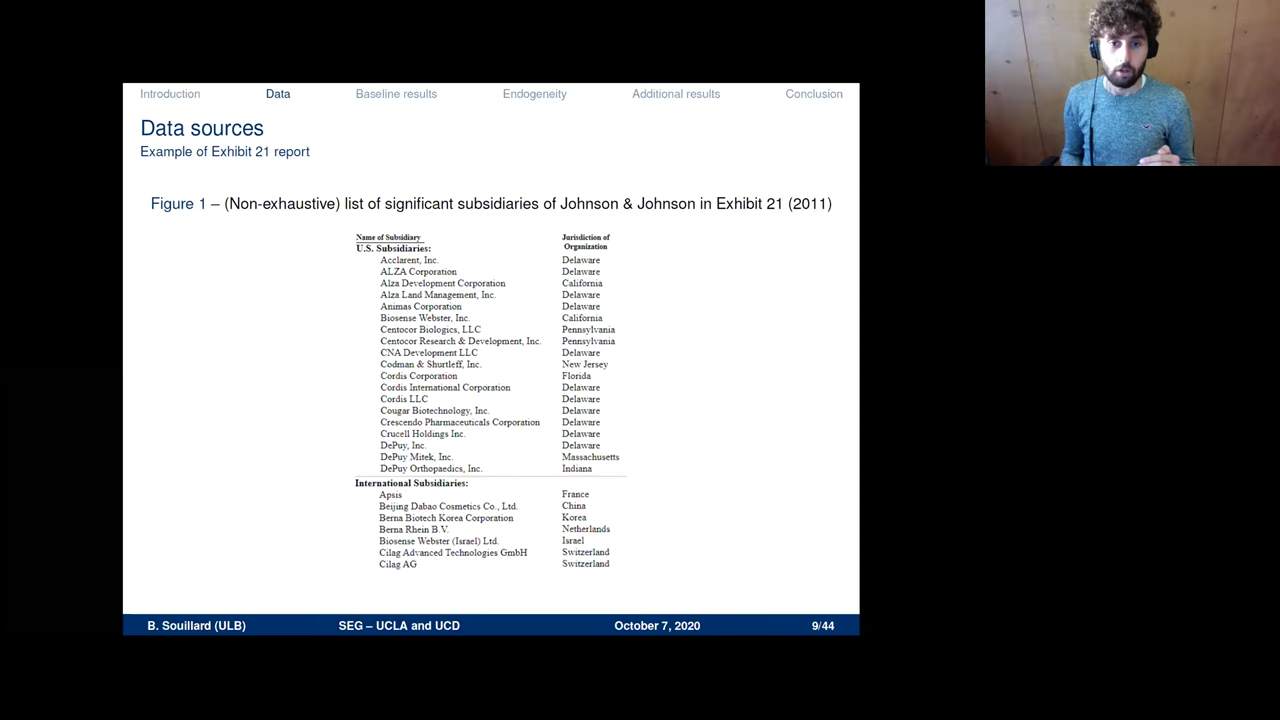 Introduction Data Baseline results Endogeneity Additional results Conclusion
Data sources
Example of Exhibit 21 report
Figure 1 – (Non-exhaustive) list of significant subsidiaries of Johnson & Johnson in Exhibit 21 (2011)
Name of Subsidiary Jurisdiction of Organization
U.S. Subsidiaries:
Acclarent, Inc. Delaware
ALZA Corporation Delaware
Alza Development Corporation California
Alza Land Management, Inc. Delaware
Animas Corporation Delaware
Biosense Webster, Inc. California
Centocor Biologics, LLC Pennsylvania
Centocor Research & Development, Inc. Pennsylvania
CNA Development LLC Delaware
Codman & Shurtleff, Inc. New Jersey
Cordis Corporation Florida
Cordis International Corporation Delaware
Cordis LLC Delaware
Cougar Biotechnology, Inc. Delaware
Crescendo Pharmaceuticals Corporation Delaware
Crucell Holdings Inc. Delaware
DePuy, Inc. Delaware
DePuy Mitek, Inc. Massachusetts
DePuy Orthopaedics, Inc. Indiana
International Subsidiaries:
Apsis France
Beijing Dabao Cosmetics Co., Ltd. China
Berna Biotech Korea Corporation Korea
Berna Rhein B.V. Netherlands
Biosense Webster (Israel) Ltd. Israel
Cilag Advanced Technologies GmbH Switzerland
Cilag AG Switzerland
B. Souillard (ULB) SEG – UCLA and UCD October 7, 2020 9/44